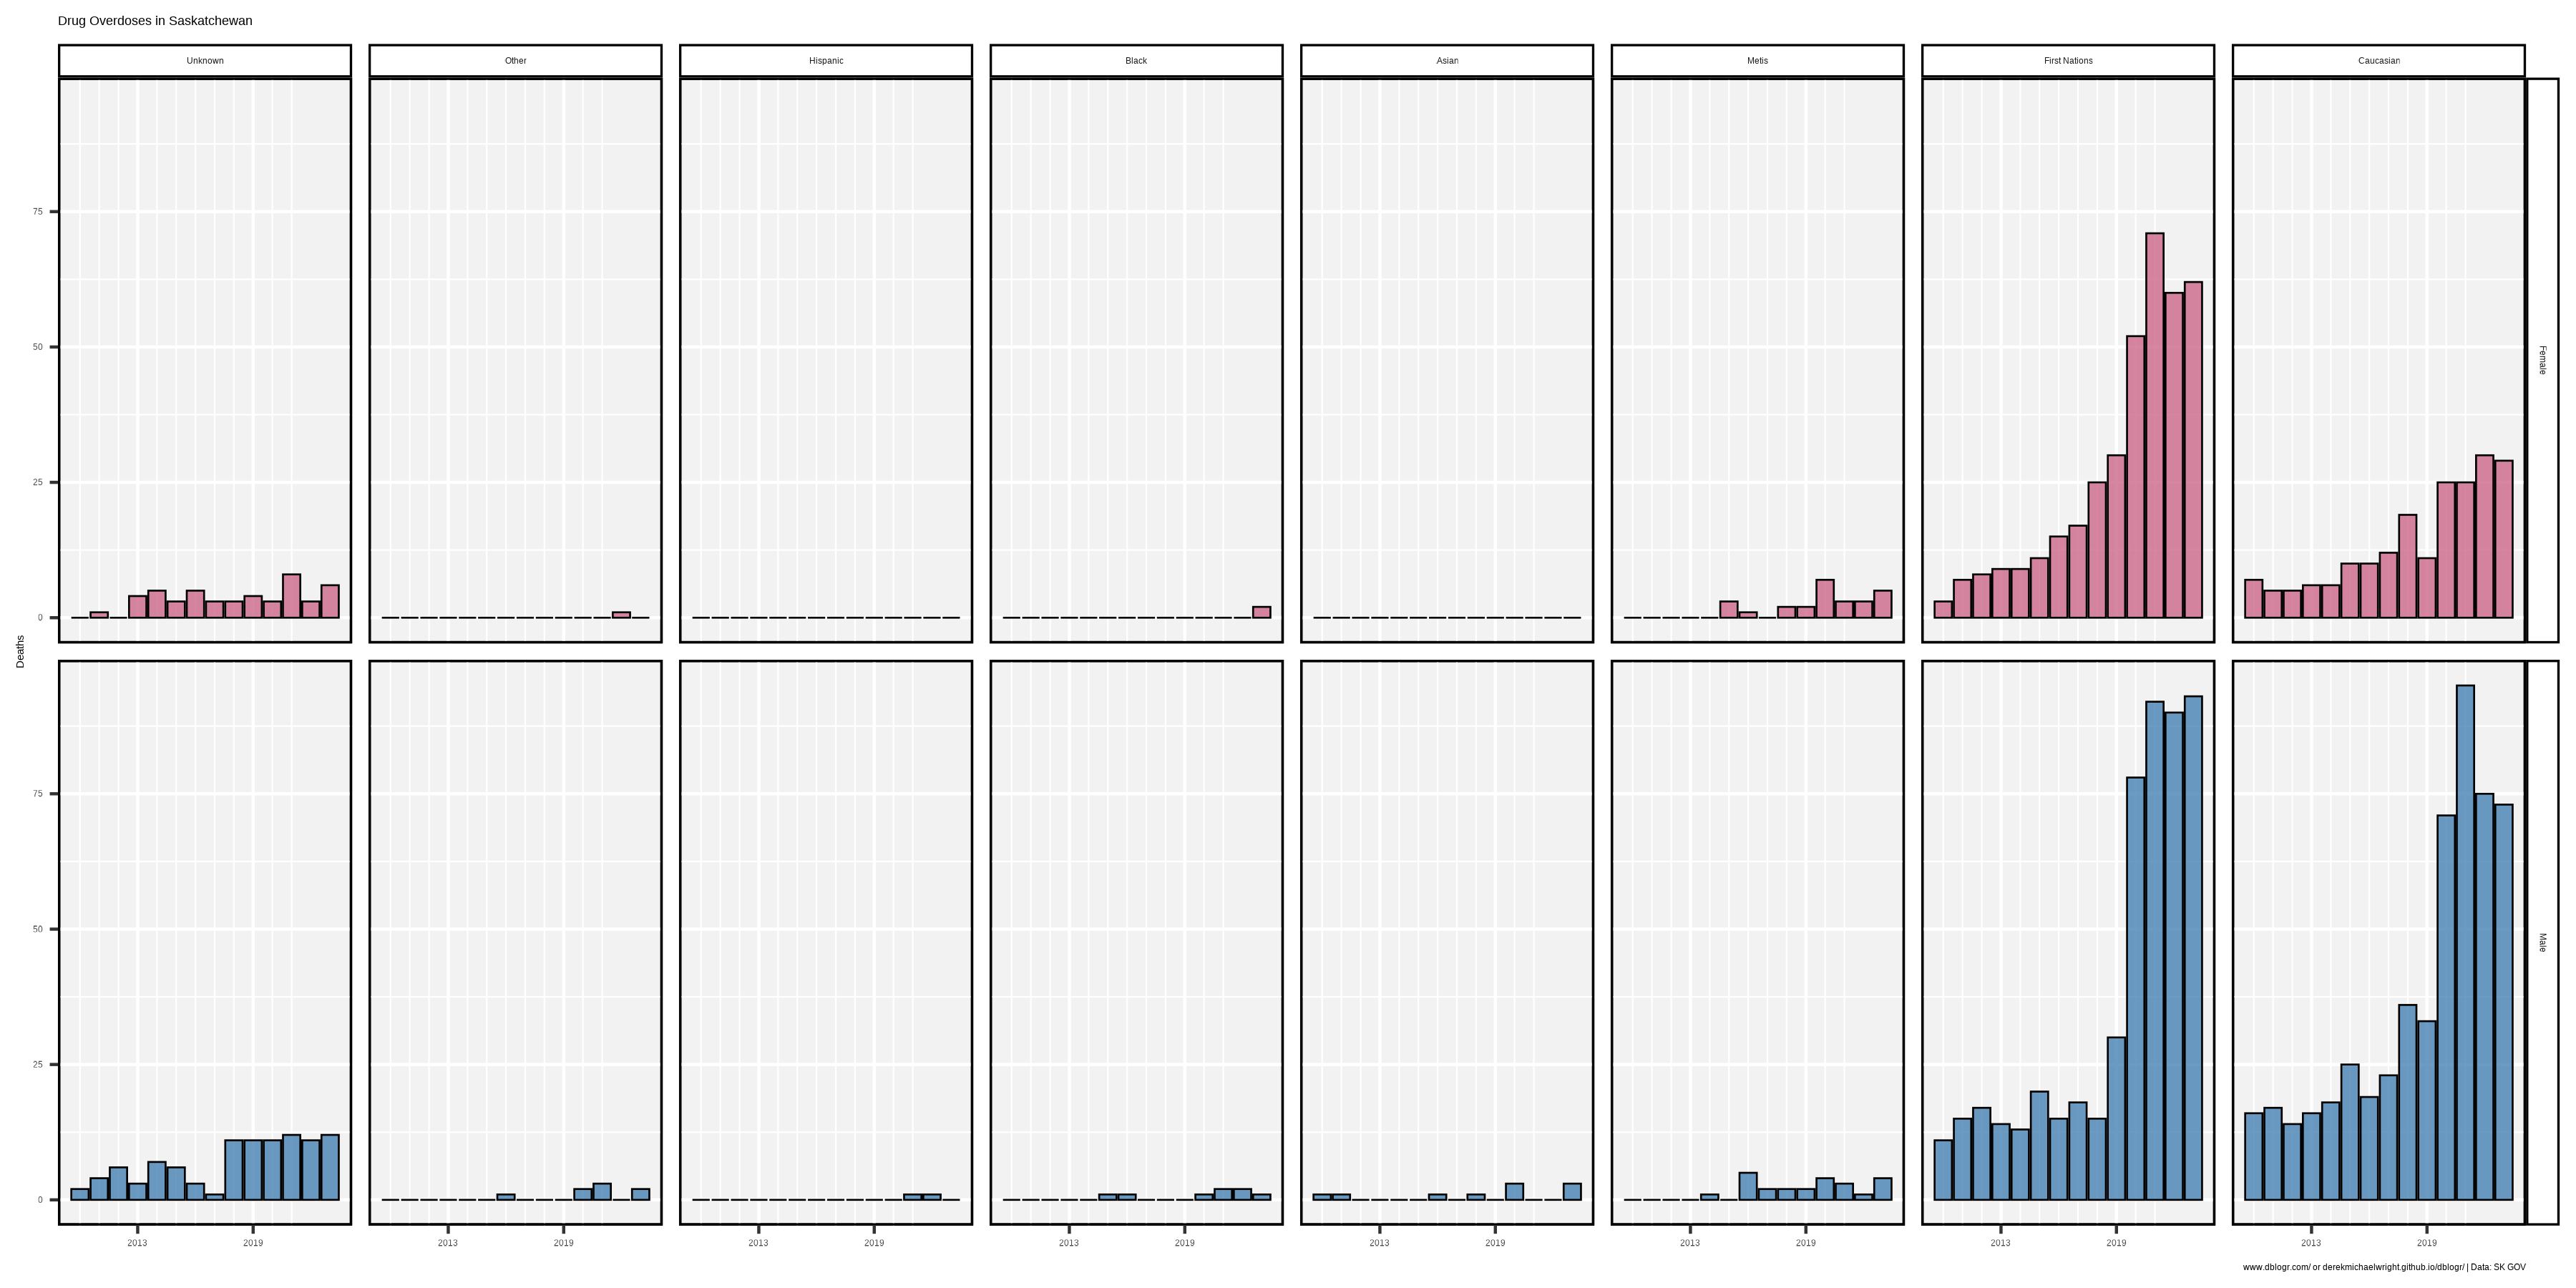 Drug Overdoses in Saskatchewan
Unknown Other Hispanic Black Asian Metis First Nations Caucasian
75
50
25
0
Female
Deaths
75
50
25
0
Male
2013 2019 2013 2019 2013 2019 2013 2019 2013 2019 2013 2019 2013 2019 2013 2019
www.dblogr.com/ or derekmichaelwright.github.io/dblogr/ | Data: SK GOV